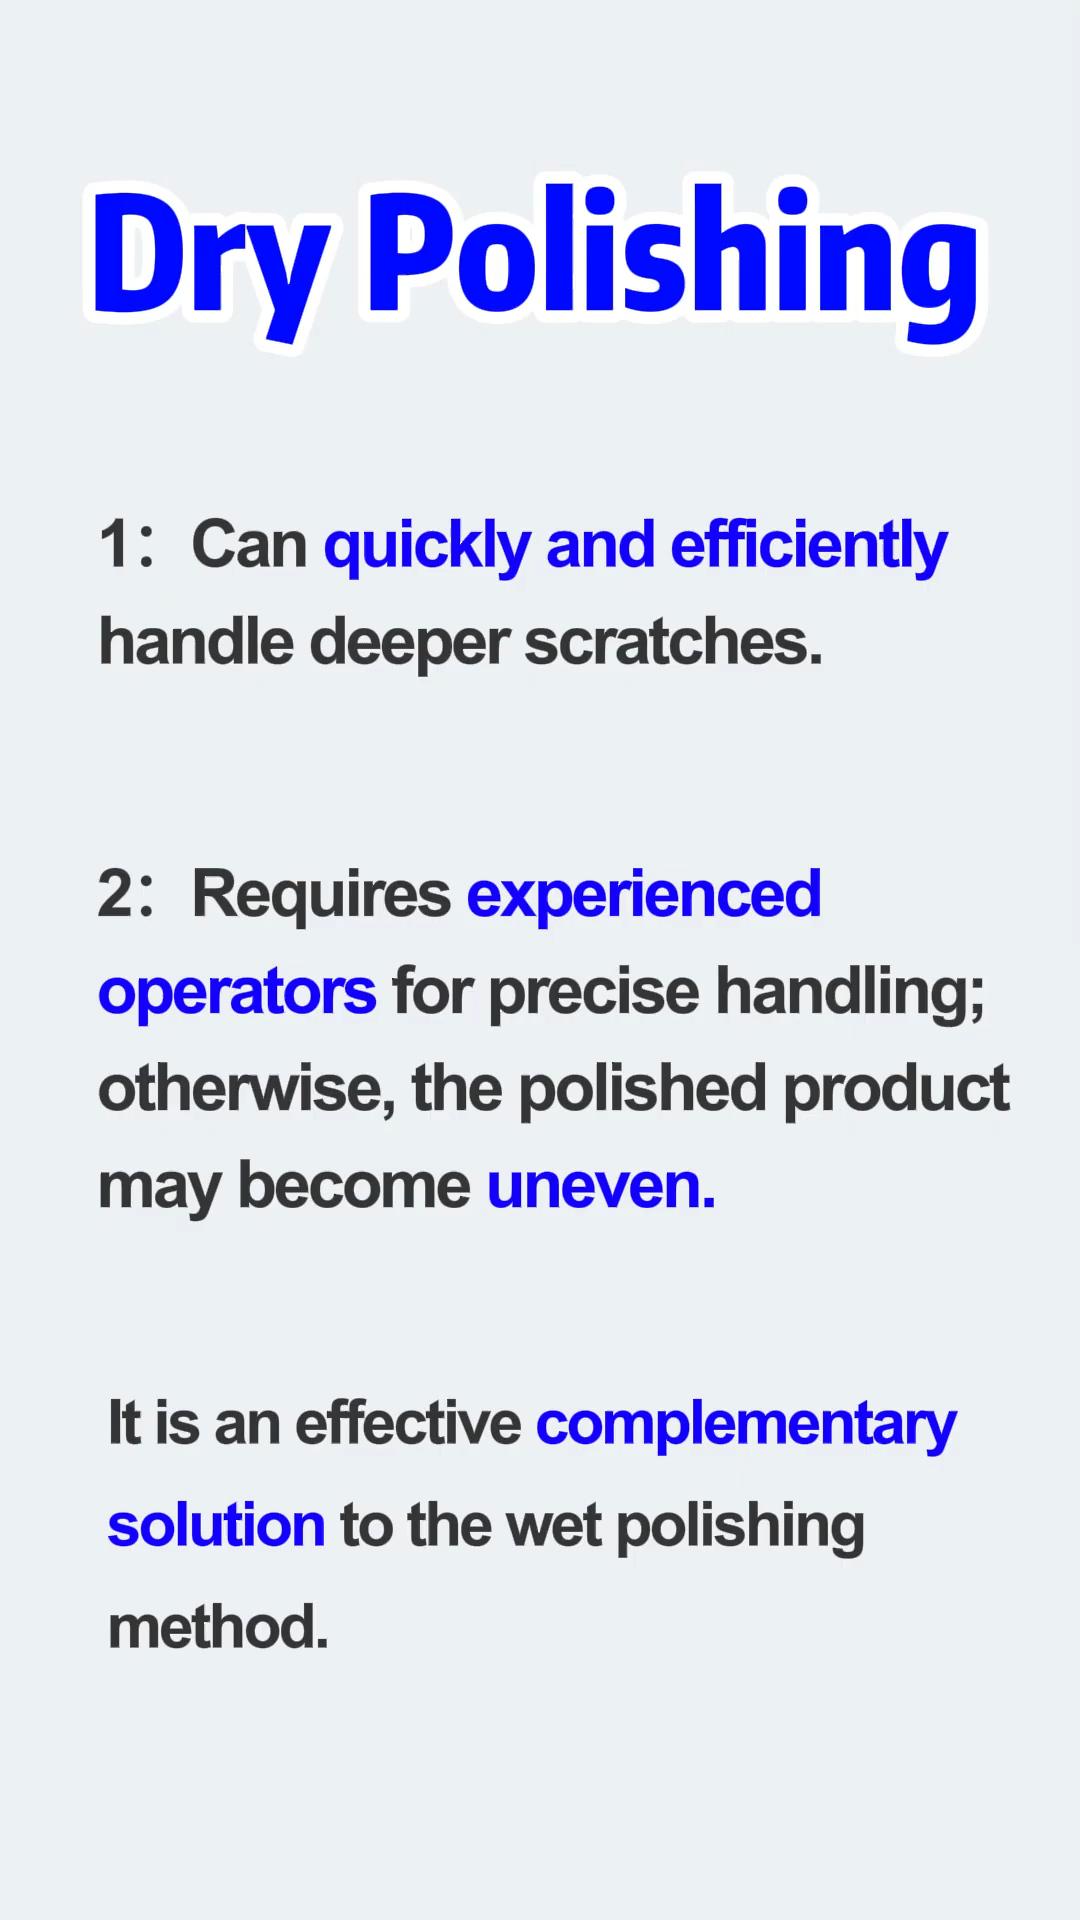 Dry Polishing
1：Can quickly and efficiently
handle deeper scratches.
2：Requires experienced
operators for precise handling;
otherwise, the polished product
may become uneven.
It is an effective complementary
solution to the wet polishing
method.